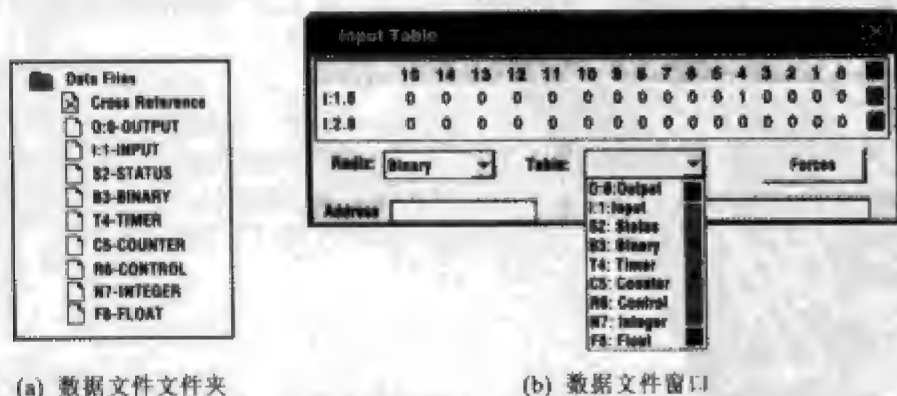 Data Files
Cross Reference
O:0-OUTPUT
I:1-INPUT
S2-STATUS
B3-BINARY
T4-TIMER
C5-COUNTER
R6-CONTROL
N7-INTEGER
F8-FLOAT
(a) 数据文件文件夹
Input Table
15 14 13 12 11 10 9 8 7 6 5 4 3 2 1 0
I:1.0 0 0 0 0 0 0 0 0 0 0 0 1 0 0 0 0
I:2.0 0 0 0 0 0 0 0 0 0 0 0 0 0 0 0 0
Radix: Binary Table: Forces
Address
O-0:Output
I:1:Input
S2: Status
B3: Binary
T4: Timer
C5: Counter
R6: Control
N7: Integer
F8: Float
(b) 数据文件窗口